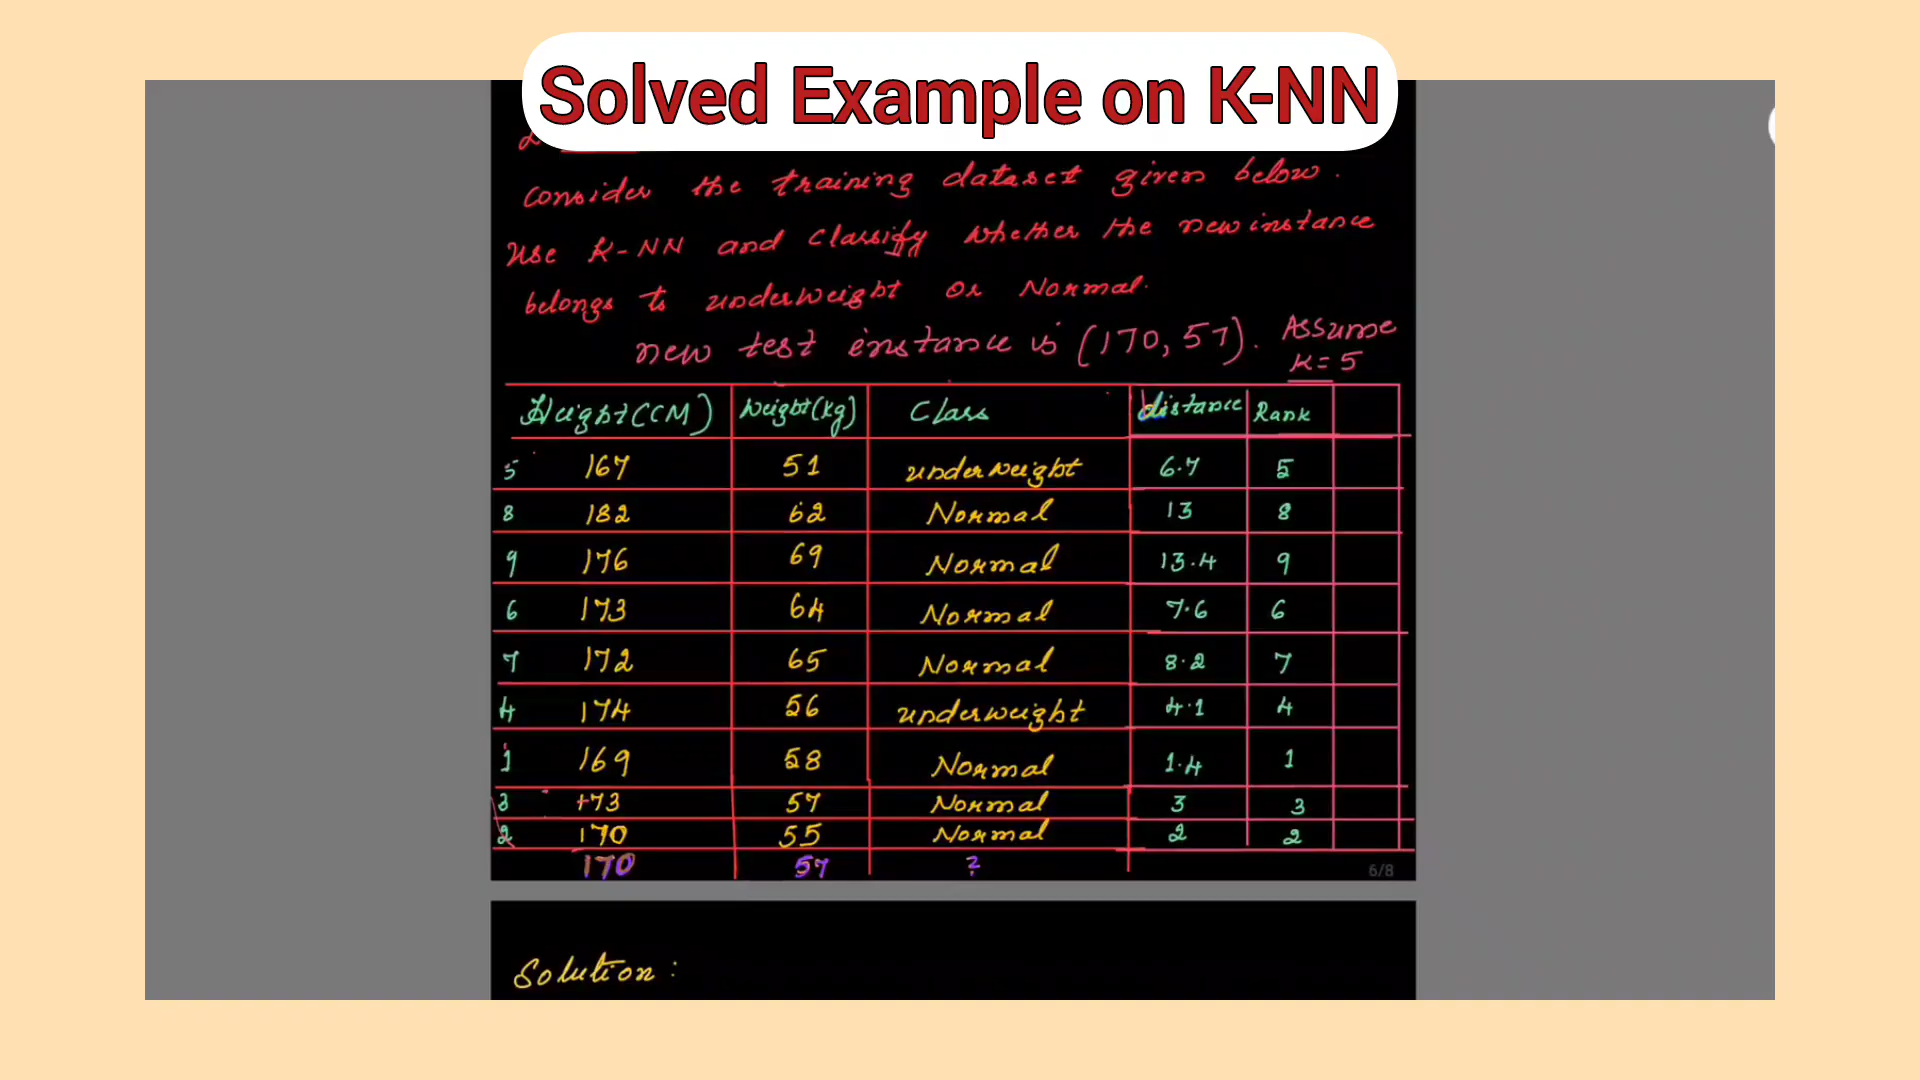 Solved Example on K-NN
consider the training dataset given below.
Use K-NN and Classify whether the new instance
belongs to underweight or Normal.
new test instance is (170, 57). Assume
K=5
Height(CM) Weight(kg) Class distance Rank
5 167 51 underweight 6.7 5
8 182 62 Normal 13 8
9 176 69 Normal 13.4 9
6 173 64 Normal 7.6 6
7 172 65 Normal 8.2 7
4 174 56 underweight 4.1 4
1 169 58 Normal 1.4 1
3 173 57 Normal 3 3
2 170 55 Normal 2 2
170 57 ?
6/8
Solution :